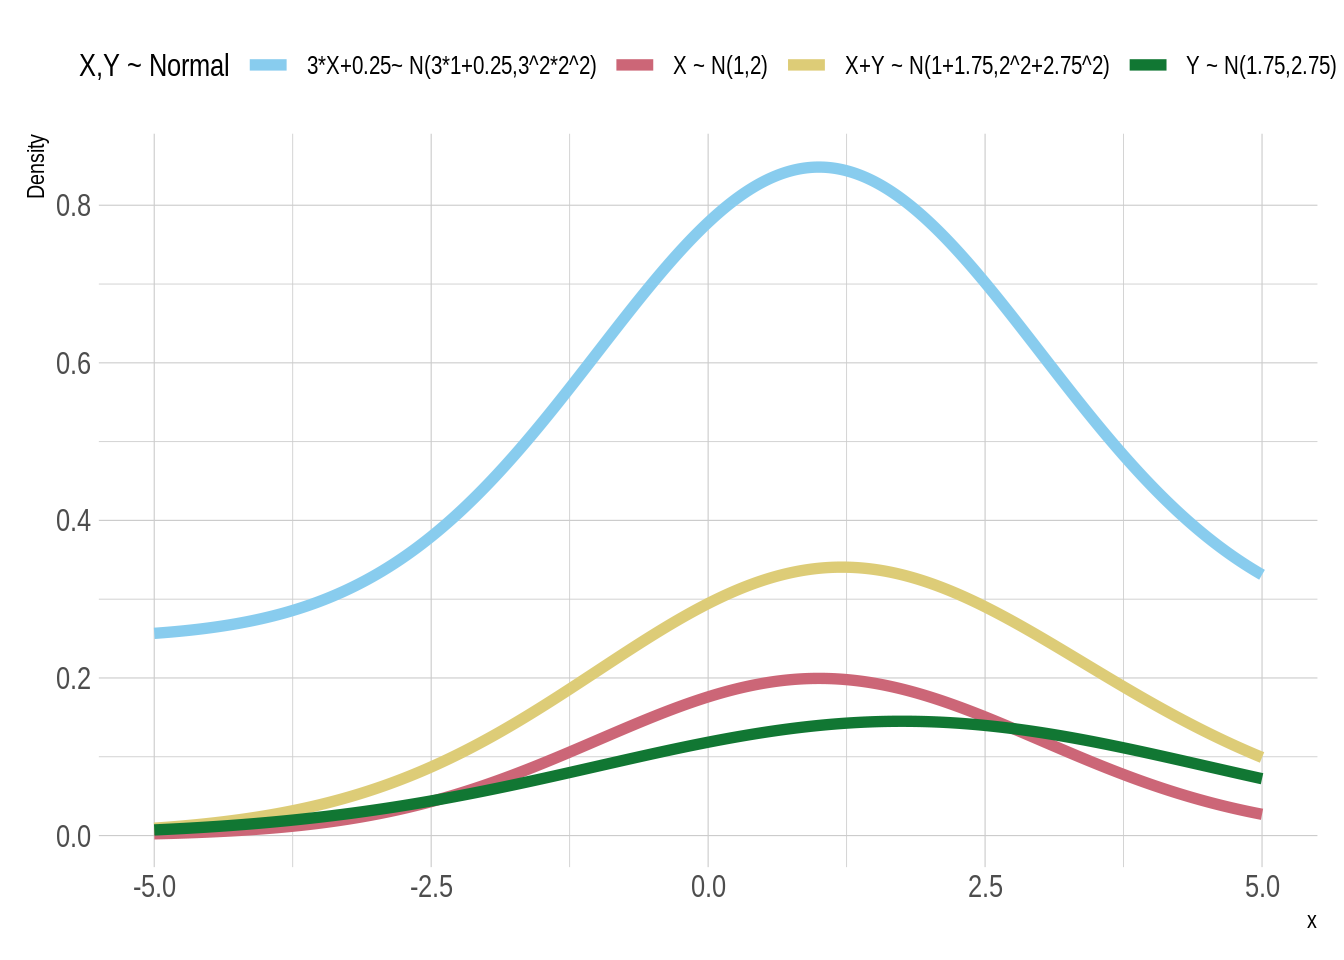 X,Y ~ Normal 3*X+0.25~ N(3*1+0.25,3^2*2^2) X ~ N(1,2) X+Y ~ N(1+1.75,2^2+2.75^2) Y ~ N(1.75,2.75)
Density
0.8
0.6
0.4
0.2
0.0
-5.0 -2.5 0.0 2.5 5.0
x